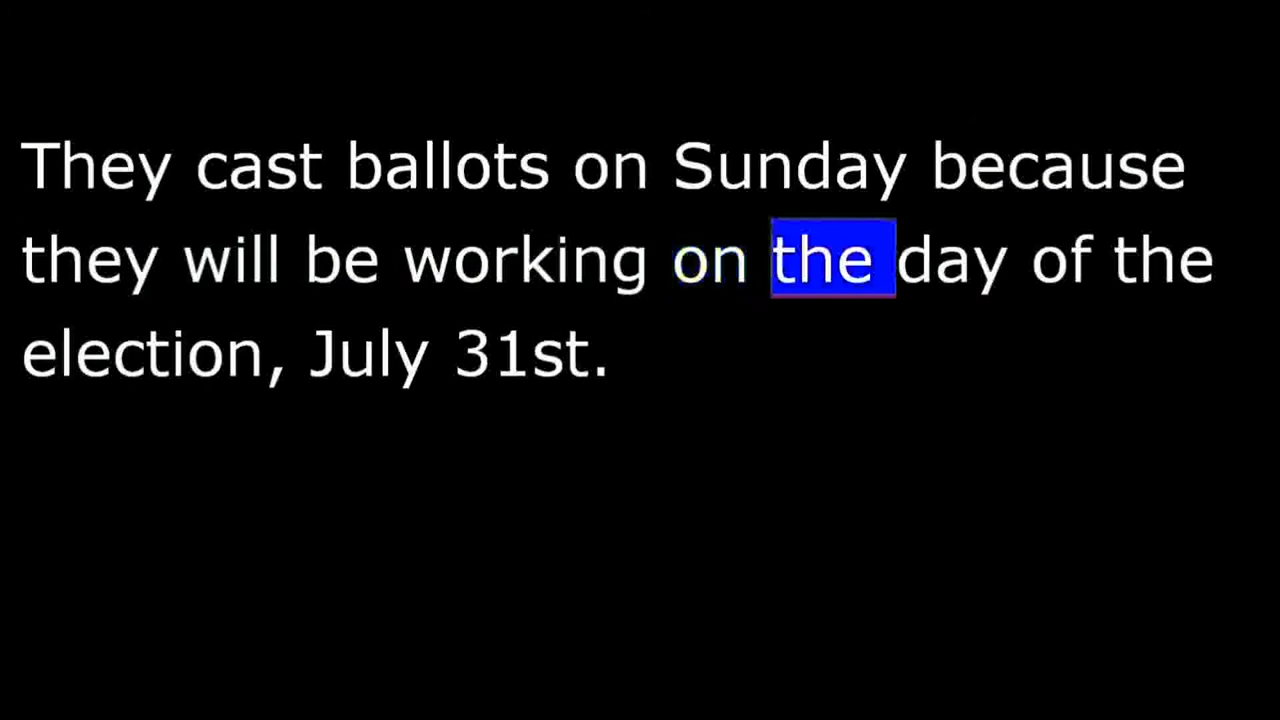 They cast ballots on Sunday because
they will be working on the day of the
election, July 31st.